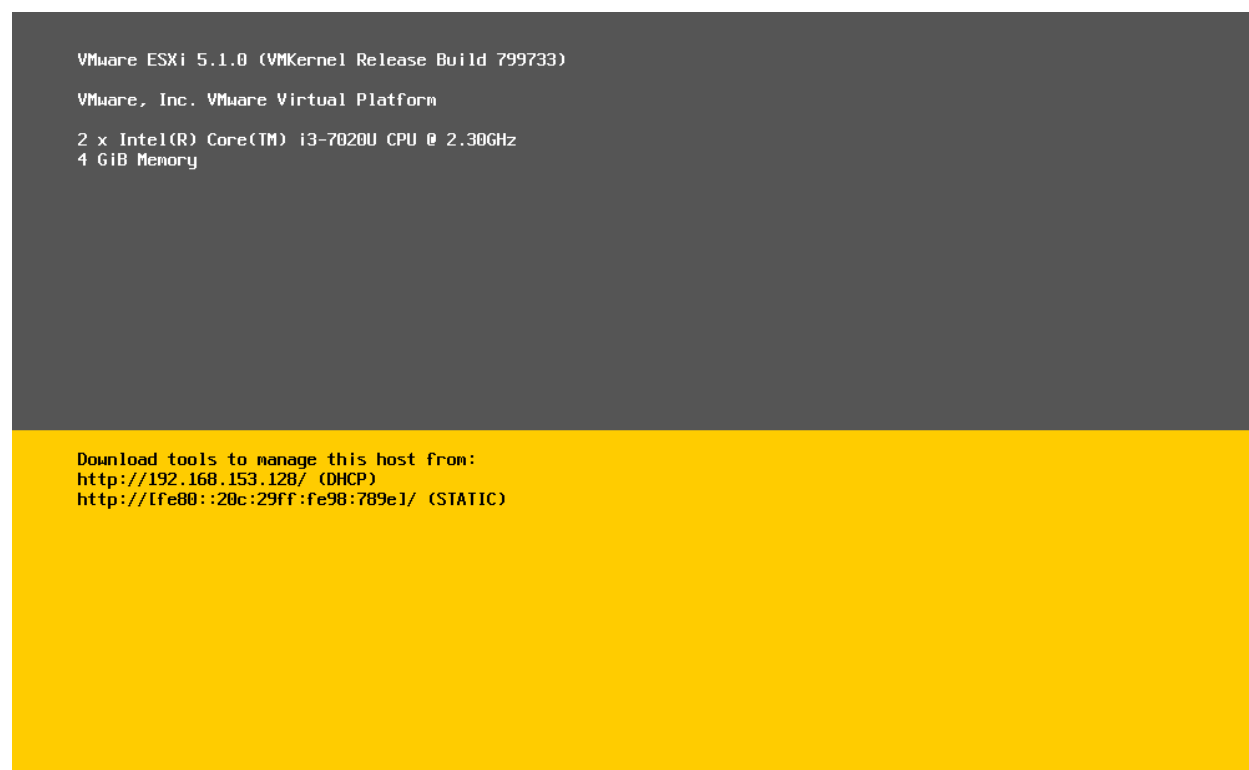 VMware ESXi 5.1.0 (VMKernel Release Build 799733)
VMware, Inc. VMware Virtual Platform
2 x Intel(R) Core(TM) i3-7020U CPU @ 2.30GHz
4 GiB Memory
Download tools to manage this host from:
http://192.168.153.128/ (DHCP)
http://[fe80::20c:29ff:fe98:789e]/ (STATIC)